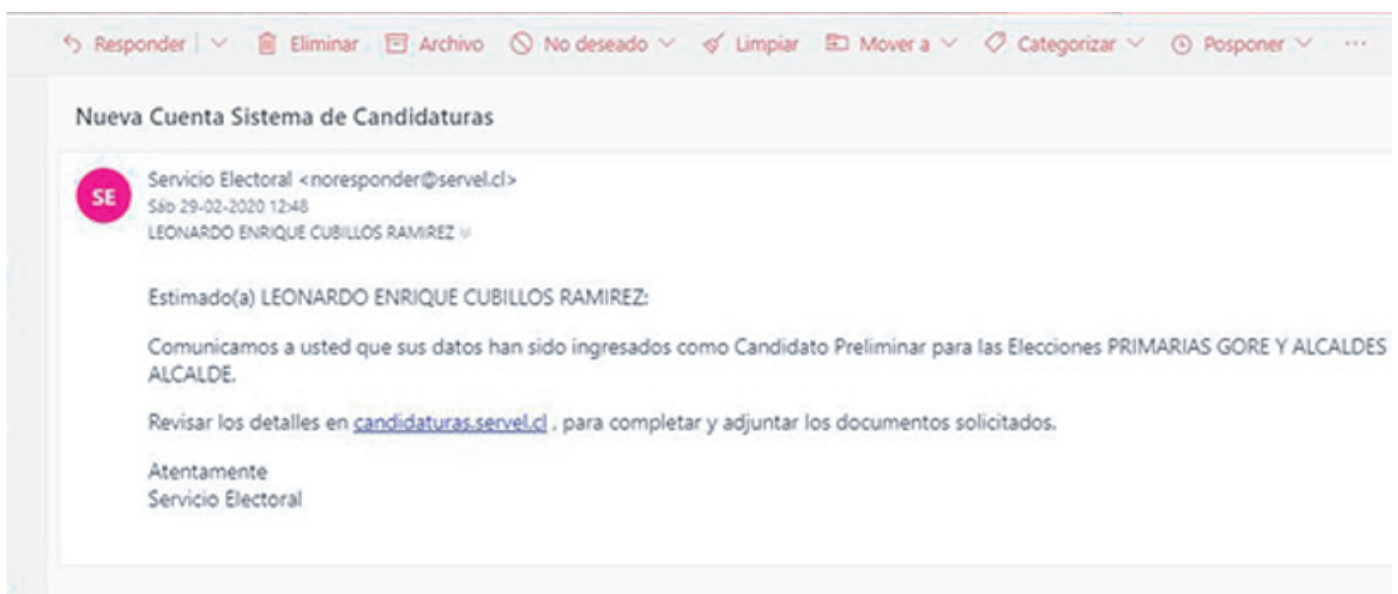 Responder Eliminar Archivo No deseado Limpiar Mover a Categorizar Posponer ...
Nueva Cuenta Sistema de Candidaturas
SE
Servicio Electoral <noresponder@servel.cl>
Sáb 29-02-2020 12:48
LEONARDO ENRIQUE CUBILLOS RAMIREZ
Estimado(a) LEONARDO ENRIQUE CUBILLOS RAMIREZ:
Comunicamos a usted que sus datos han sido ingresados como Candidato Preliminar para las Elecciones PRIMARIAS GORE Y ALCALDES
ALCALDE.
Revisar los detalles en candidaturas.servel.cl , para completar y adjuntar los documentos solicitados.
Atentamente
Servicio Electoral